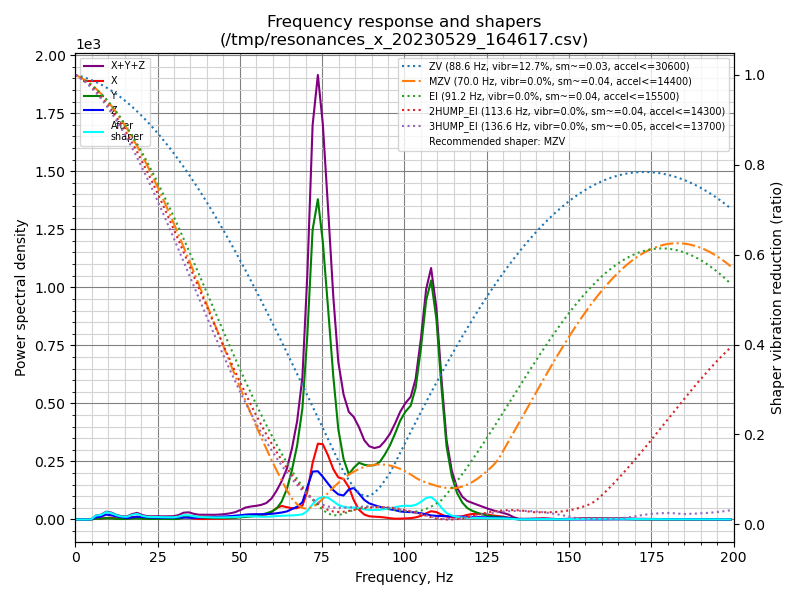 Frequency response and shapers
(/tmp/resonances_x_20230529_164617.csv)
1e3
X+Y+Z
X
Y
Z
After
shaper
ZV (88.6 Hz, vibr=12.7%, sm~=0.03, accel<=30600)
MZV (70.0 Hz, vibr=0.0%, sm~=0.04, accel<=14400)
EI (91.2 Hz, vibr=0.0%, sm~=0.04, accel<=15500)
2HUMP_EI (113.6 Hz, vibr=0.0%, sm~=0.04, accel<=14300)
3HUMP_EI (136.6 Hz, vibr=0.0%, sm~=0.05, accel<=13700)
Recommended shaper: MZV
2.00
1.75
1.50
1.25
1.00
0.75
0.50
0.25
0.00
Power spectral density
1.0
0.8
0.6
0.4
0.2
0.0
Shaper vibration reduction (ratio)
0
25
50
75
100
125
150
175
200
Frequency, Hz